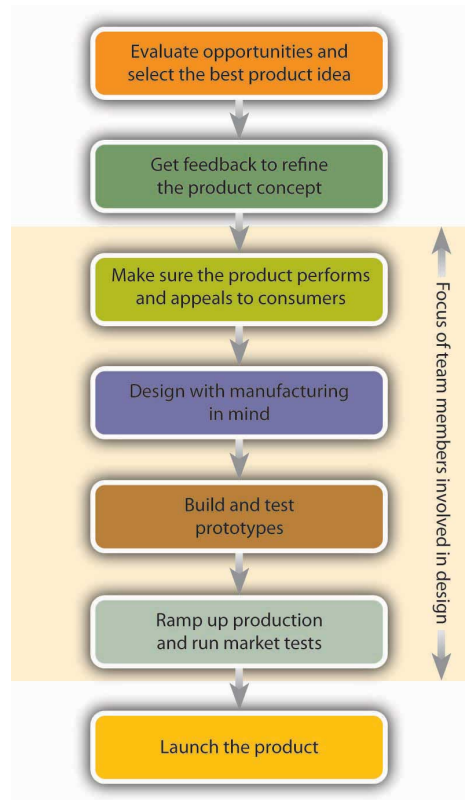 Evaluate opportunities and
select the best product idea
Get feedback to refine
the product concept
Make sure the product performs
and appeals to consumers
Design with manufacturing
in mind
Build and test
prototypes
Ramp up production
and run market tests
Launch the product
Focus of team members involved in design